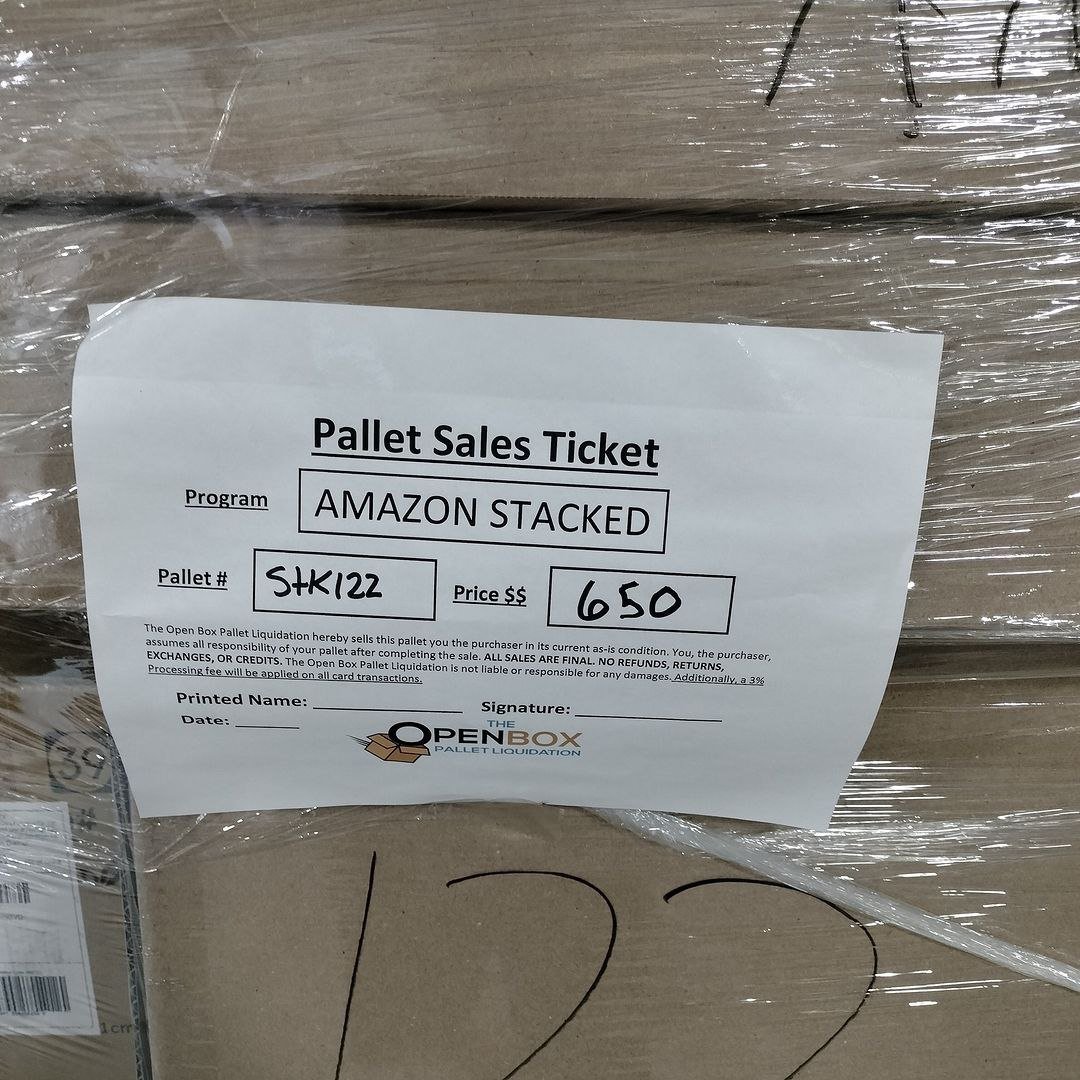 Pallet Sales Ticket
Program AMAZON STACKED
Pallet # StK122 Price $$ 650
The Open Box Pallet Liquidation hereby sells this pallet you the purchaser in its current as-is condition. You, the purchaser,
assumes all responsibility of your pallet after completing the sale. ALL SALES ARE FINAL. NO REFUNDS, RETURNS,
EXCHANGES, OR CREDITS. The Open Box Pallet Liquidation is not liable or responsible for any damages. Additionally, a 3%
Processing fee will be applied on all card transactions.
Printed Name: Signature:
Date:
THE
OPENBOX
PALLET LIQUIDATION
39
1cm
122